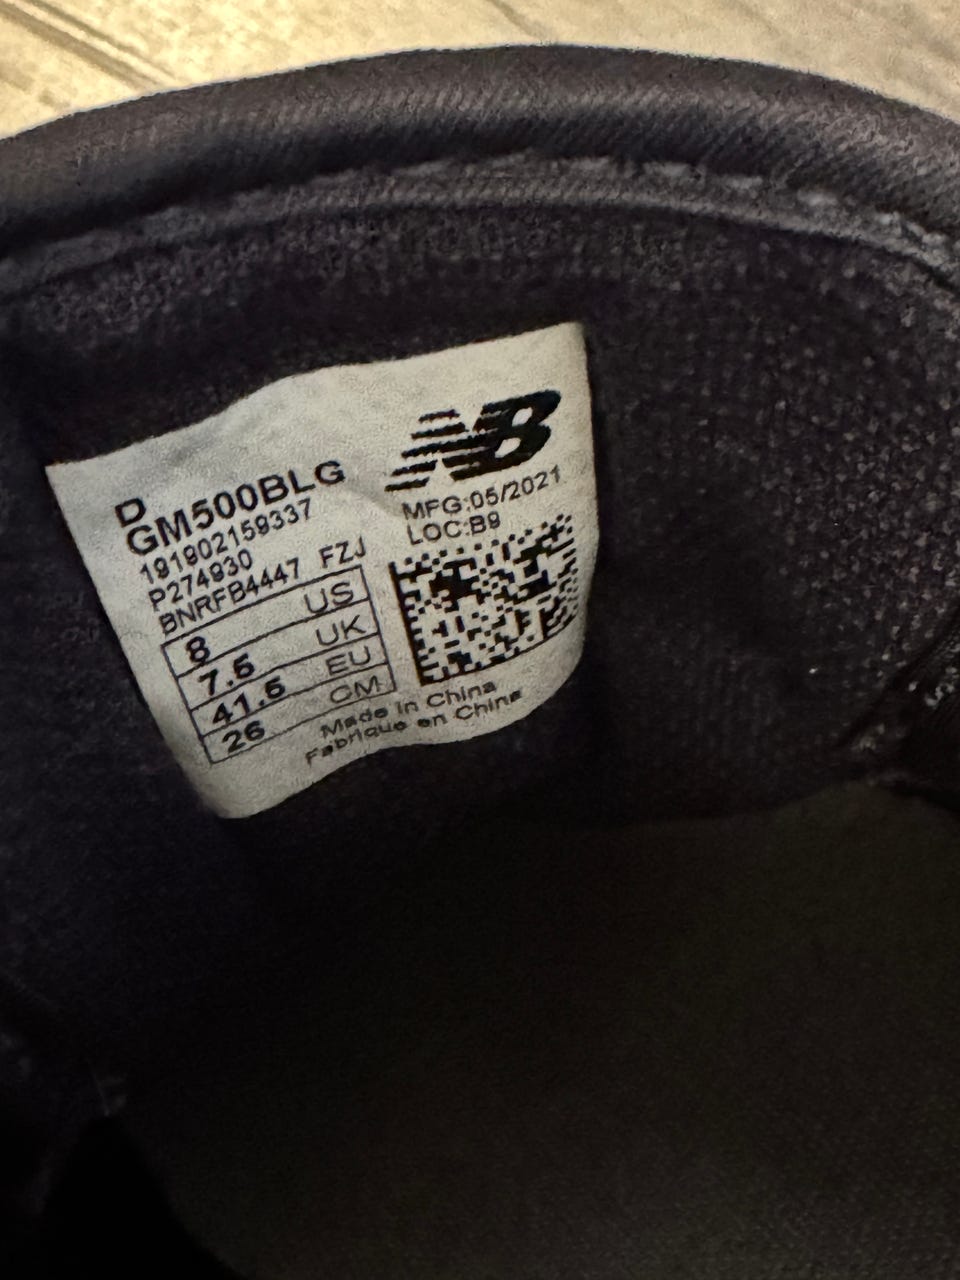 D
GM500BLG
191902159337
P274930
BNRFB4447 FZJ
8 US
7.5 UK
41.5 EU
26 CM
NB
MFG:05/2021
LOC:B9
Made in China
Fabriqué en Chine